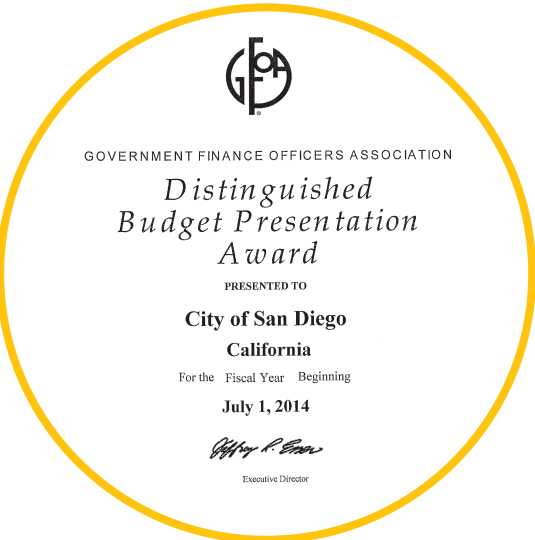 GFOA
GOVERNMENT FINANCE OFFICERS ASSOCIATION
Distinguished
Budget Presentation
Award
PRESENTED TO
City of San Diego
California
For the Fiscal Year Beginning
July 1, 2014
Executive Director